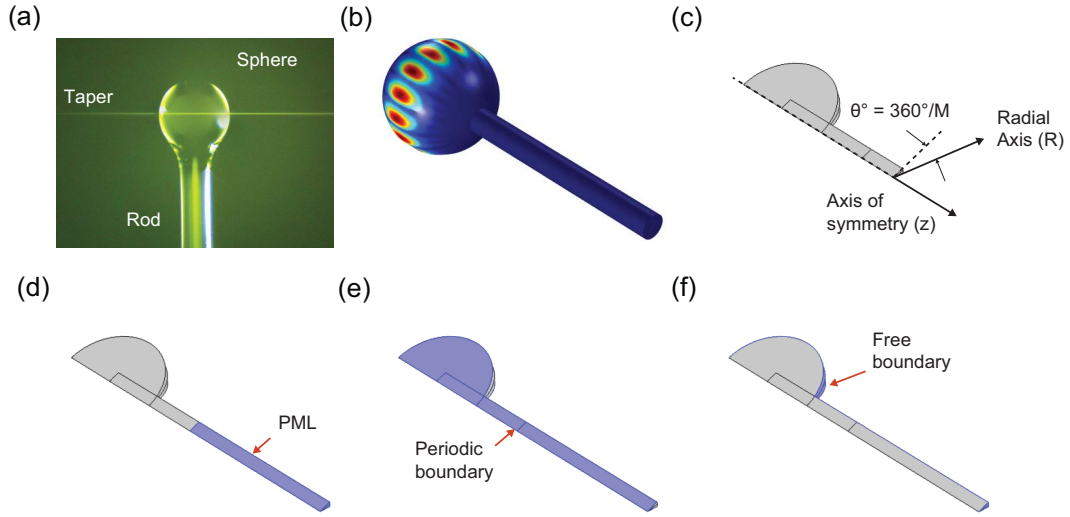 (a)
Sphere
Taper
Rod
(b)
(c)
θ° = 360°/M
Radial
Axis (R)
Axis of
symmetry (z)
(d)
PML
(e)
Periodic
boundary
(f)
Free
boundary